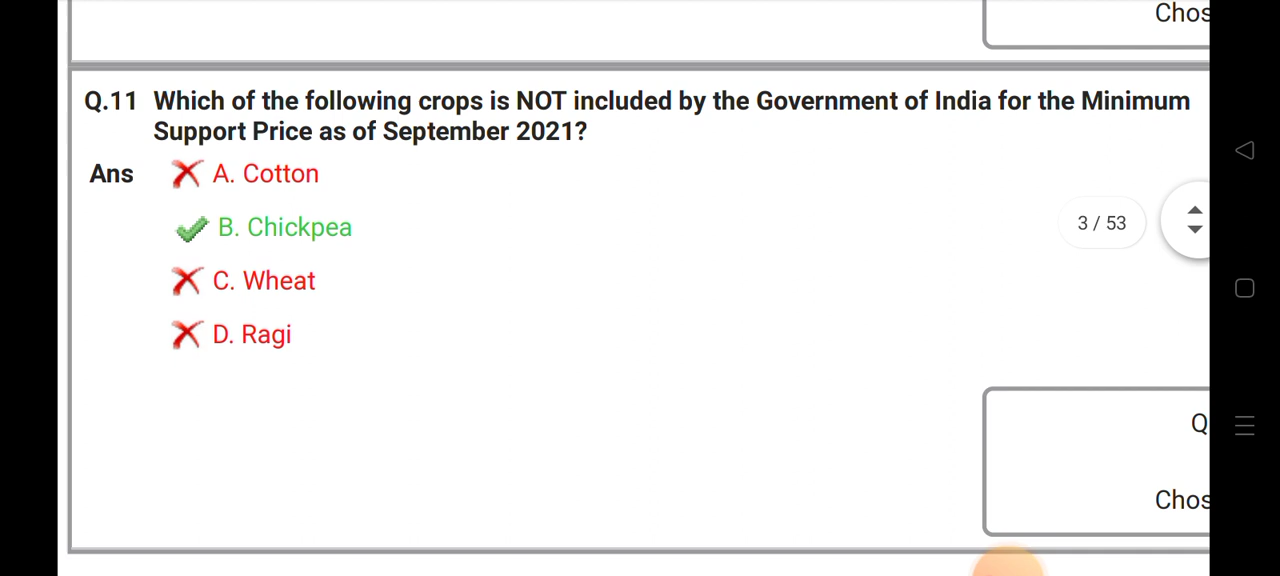 Chos
Q.11 Which of the following crops is NOT included by the Government of India for the Minimum
Support Price as of September 2021?
Ans A. Cotton
B. Chickpea
3 / 53
C. Wheat
D. Ragi
Q
Chos